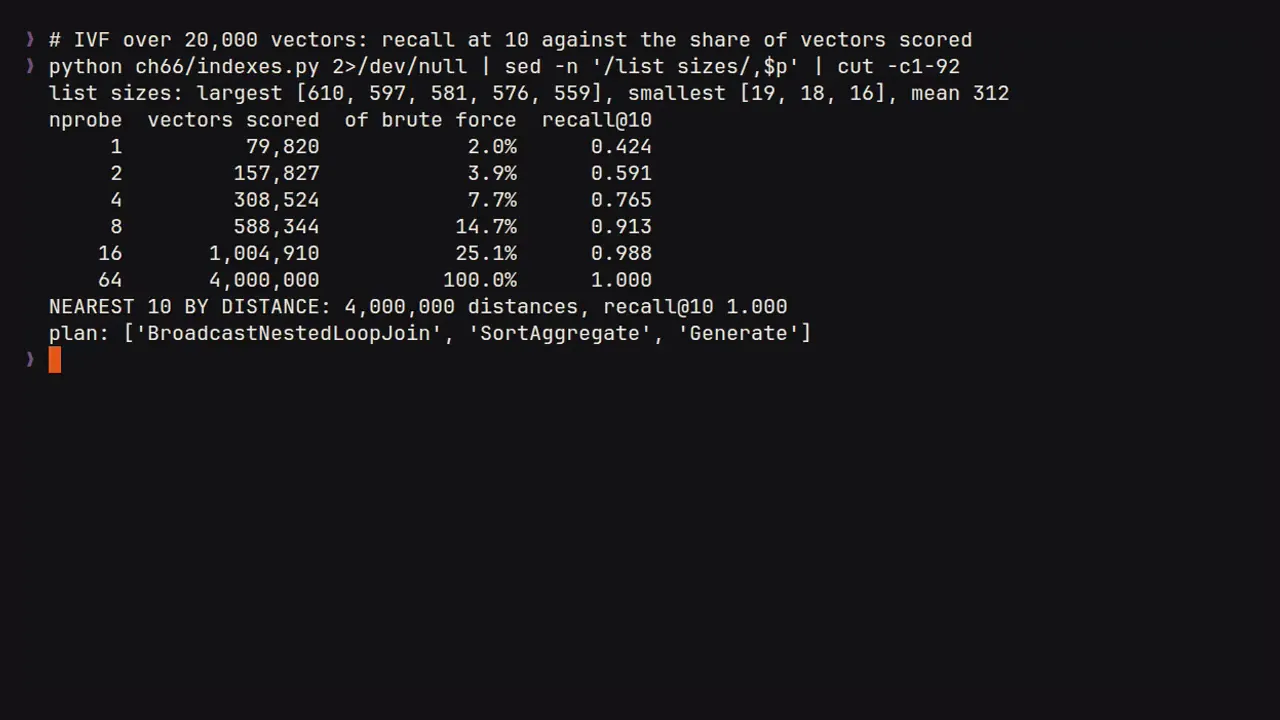 ❯ # IVF over 20,000 vectors: recall at 10 against the share of vectors scored
❯ python ch66/indexes.py 2>/dev/null | sed -n '/list sizes/,$p' | cut -c1-92
list sizes: largest [610, 597, 581, 576, 559], smallest [19, 18, 16], mean 312
nprobe  vectors scored  of brute force  recall@10
     1          79,820            2.0%      0.424
     2         157,827            3.9%      0.591
     4         308,524            7.7%      0.765
     8         588,344           14.7%      0.913
    16       1,004,910           25.1%      0.988
    64       4,000,000          100.0%      1.000
NEAREST 10 BY DISTANCE: 4,000,000 distances, recall@10 1.000
plan: ['BroadcastNestedLoopJoin', 'SortAggregate', 'Generate']
❯